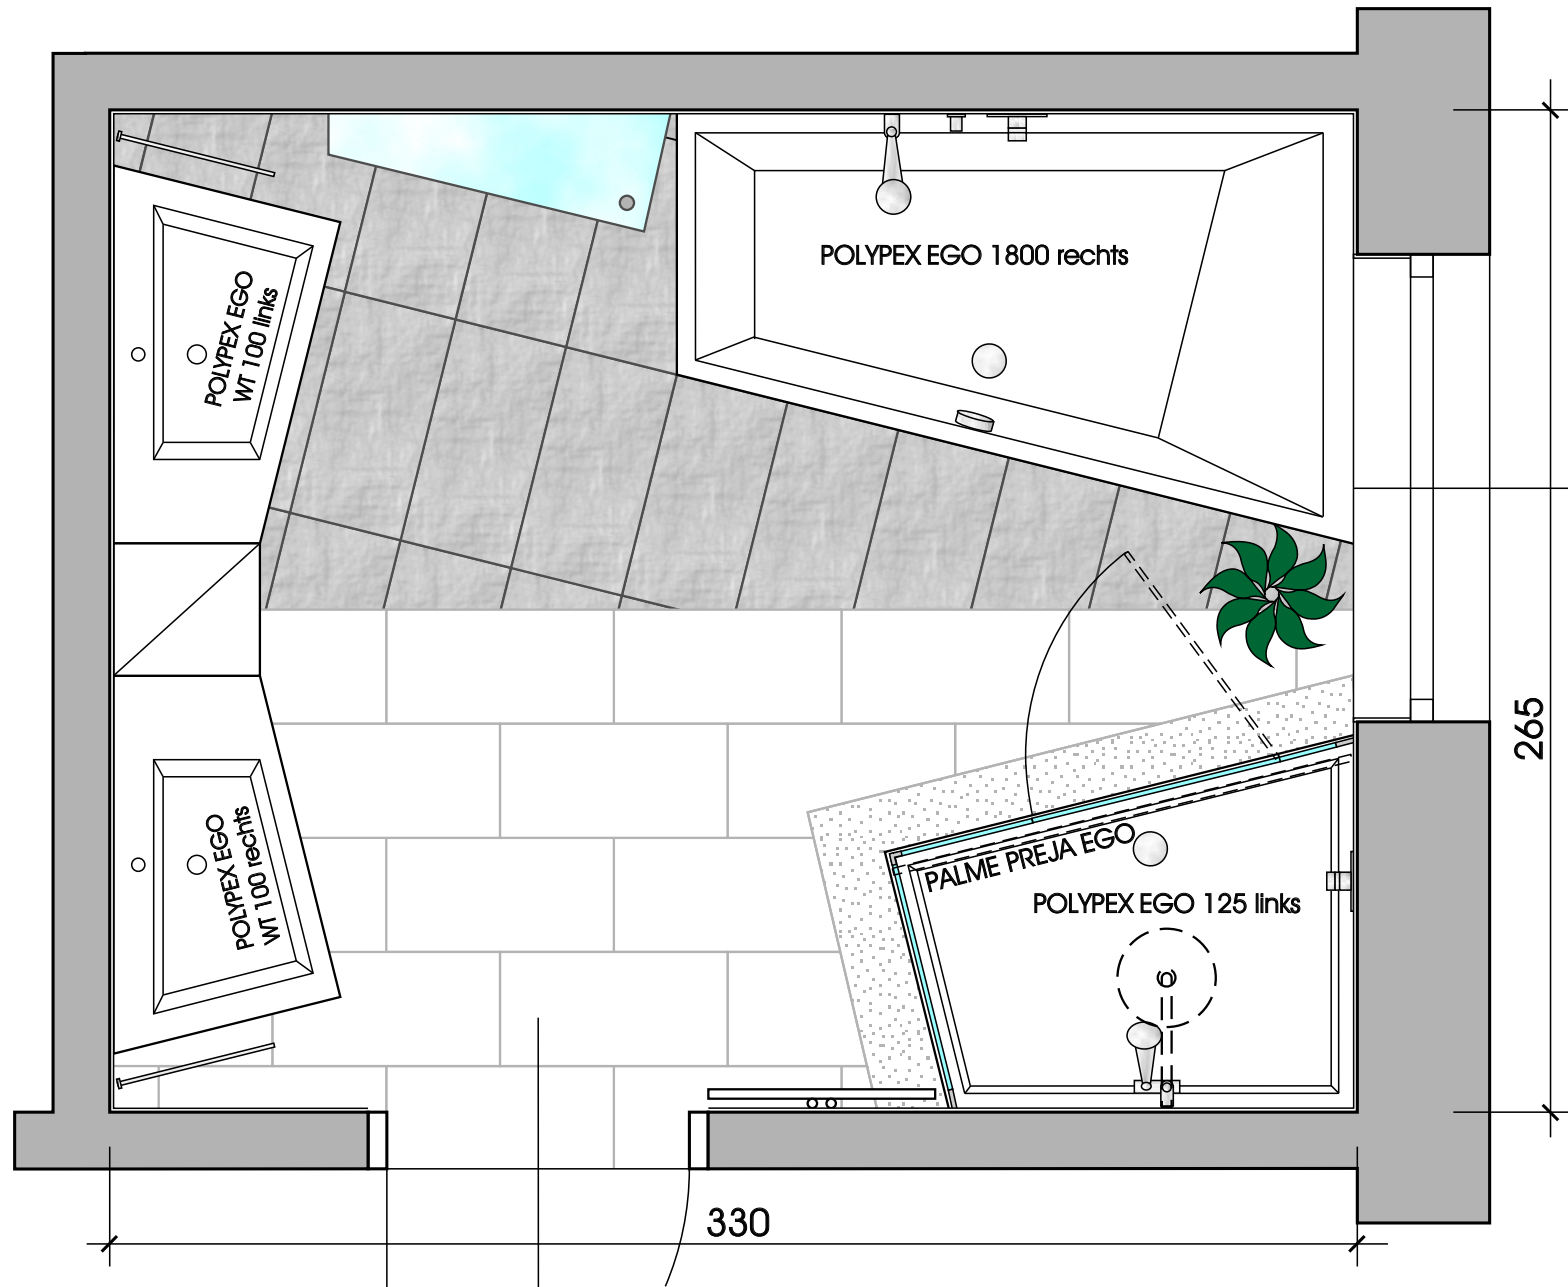 POLYPEX EGO 1800 rechts
POLYPEX EGO
WT 100 links
265
POLYPEX EGO
WT 100 rechts
PALME PREJA EGO
POLYPEX EGO 125 links
330